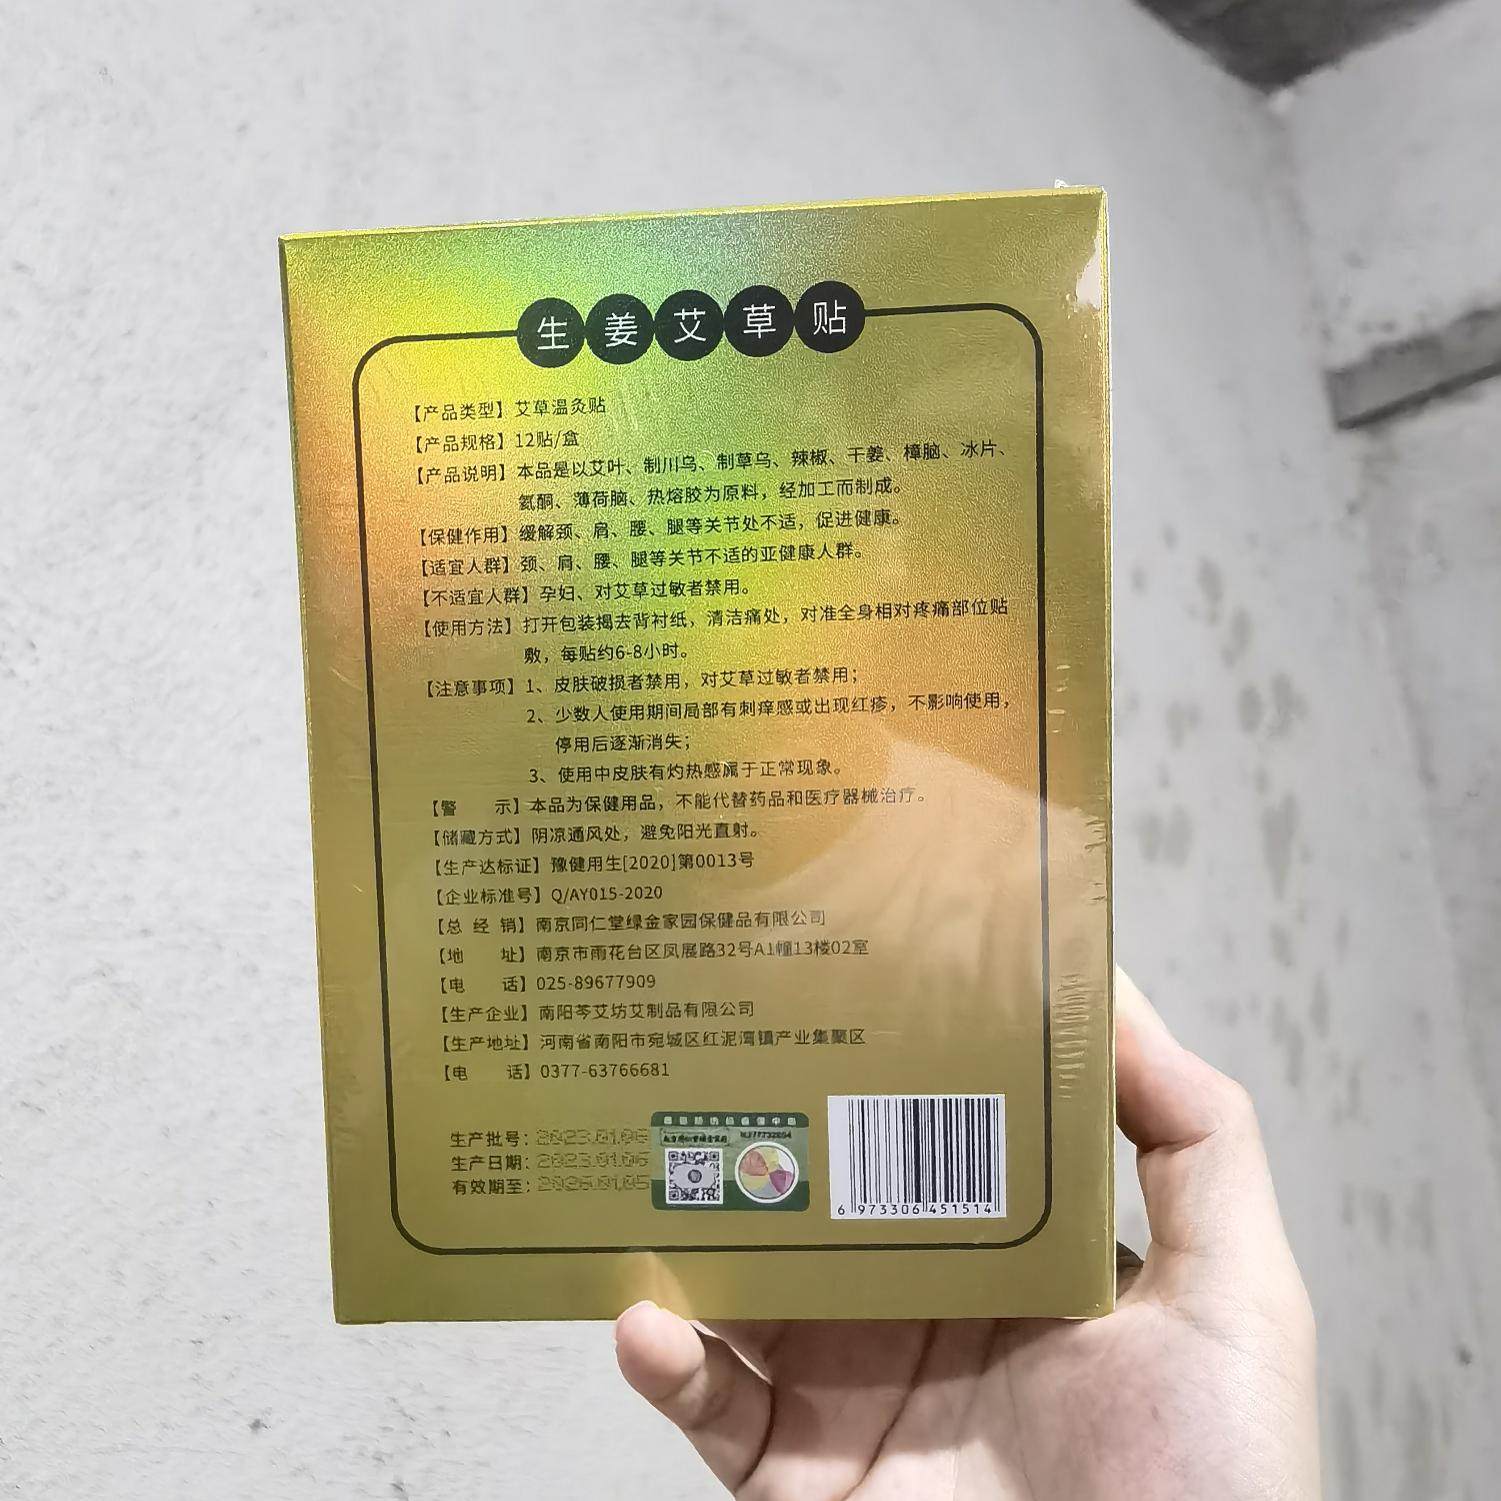 生姜艾草贴
【产品类型】艾草温灸贴
【产品规格】12贴/盒
【产品说明】本品是以艾叶、制川乌、制草乌、辣椒、干姜、樟脑、冰片、
氮酮、薄荷脑、热熔胶为原料，经加工而制成。
【保健作用】缓解颈、肩、腰、腿等关节处不适，促进健康。
【适宜人群】颈、肩、腰、腿等关节不适的亚健康人群。
【不适宜人群】孕妇、对艾草过敏者禁用。
【使用方法】打开包装揭去背衬纸，清洁痛处，对准全身相对疼痛部位贴
敷，每贴约6-8小时。
【注意事项】1、皮肤破损者禁用，对艾草过敏者禁用；
2、少数人使用期间局部有刺痒感或出现红疹，不影响使用，
停用后逐渐消失；
3、使用中皮肤有灼热感属于正常现象。
【警 示】本品为保健用品，不能代替药品和医疗器械治疗。
【储藏方式】阴凉通风处，避免阳光直射。
【生产达标证】豫健用生[2020]第0013号
【企业标准号】Q/AY015-2020
【总 经 销】南京同仁堂绿金家园保健品有限公司
【地 址】南京市雨花台区凤展路32号A1幢13楼02室
【电 话】025-89677909
【生产企业】南阳芩艾坊艾制品有限公司
【生产地址】河南省南阳市宛城区红泥湾镇产业集聚区
【电 话】0377-63766681
生产批号：2023.01.06
生产日期：2023.01.06
有效期至：2026.01.05
6 973306 451514